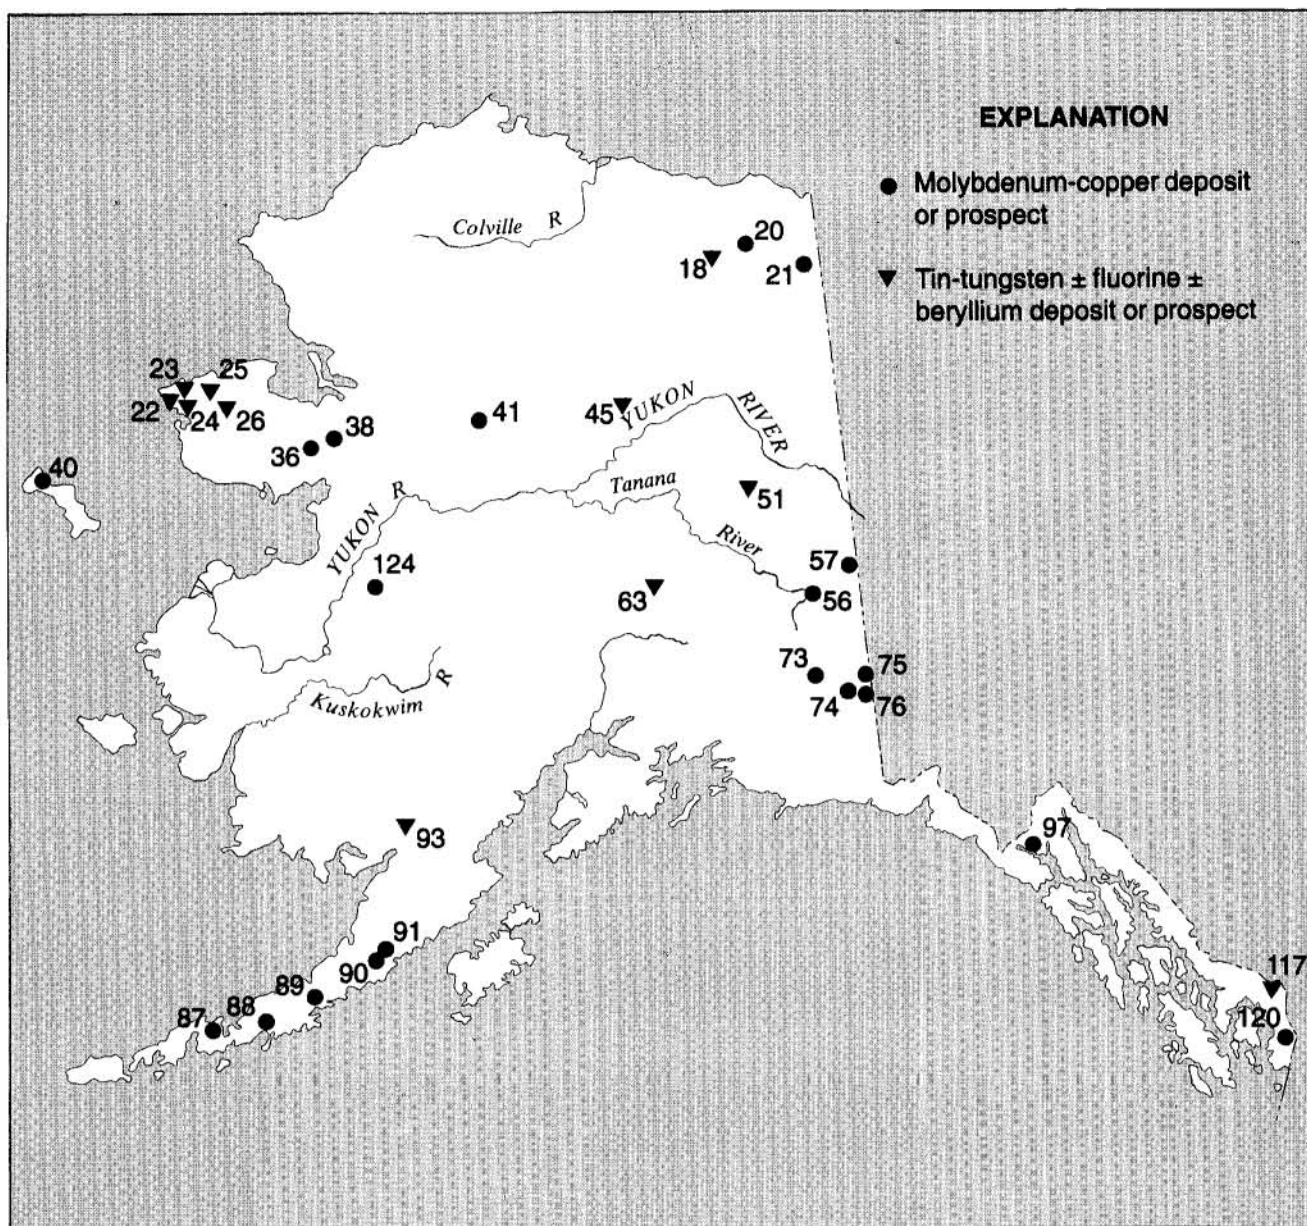 EXPLANATION
Molybdenum-copper deposit
or prospect
Tin-tungsten ± fluorine ±
beryllium deposit or prospect
Colville R
20
18
21
23
25
22
24
26
41
45
YUKON
RIVER
38
36
40
Tanana
51
YUKON R
River
57
124
56
63
73
75
Kuskokwim R
74
76
97
93
91
90
89
117
88
87
120